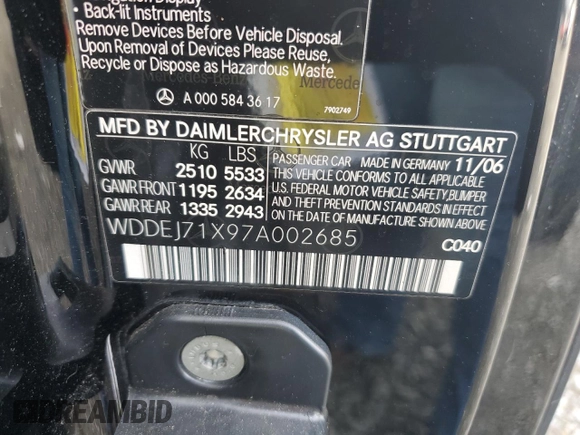 • Back-lit Instruments
Remove Devices Before Vehicle Disposal.
Upon Removal of Devices Please Reuse,
Recycle or Dispose as Hazardous Waste.
A 000 584 36 17
7902749
MFD BY DAIMLERCHRYSLER AG STUTTGART
KG LBS
GVWR 2510 5533
GAWR FRONT 1195 2634
GAWR REAR 1335 2943
PASSENGER CAR MADE IN GERMANY 11/06
THIS VEHICLE CONFORMS TO ALL APPLICABLE
U.S. FEDERAL MOTOR VEHICLE SAFETY, BUMPER
AND THEFT PREVENTION STANDARDS IN EFFECT
ON THE DATE OF MANUFACTURE SHOWN ABOVE.
WDDEJ71X97A002685
C040
DREAMBID